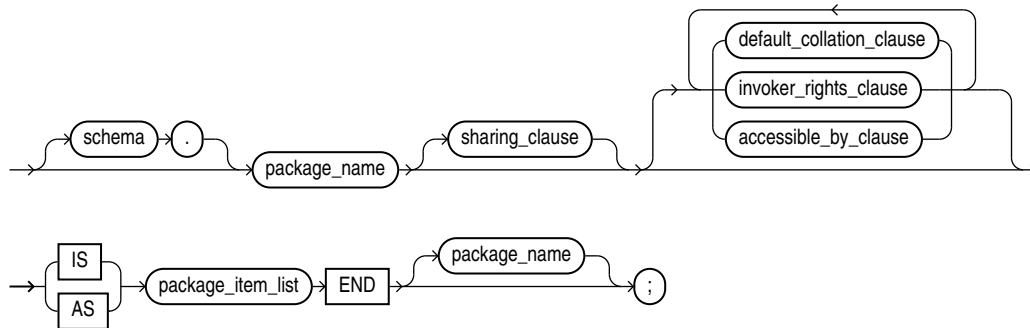 default_collation_clause
invoker_rights_clause
accessible_by_clause
schema . package_name sharing_clause
IS
AS
package_item_list END package_name ;